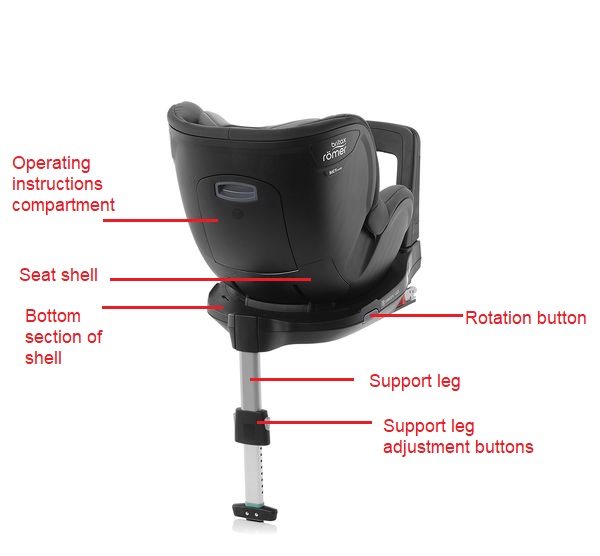 britax
römer
Operating
instructions
compartment
Seat shell
Bottom
section of
shell
Rotation button
Support leg
Support leg
adjustment buttons